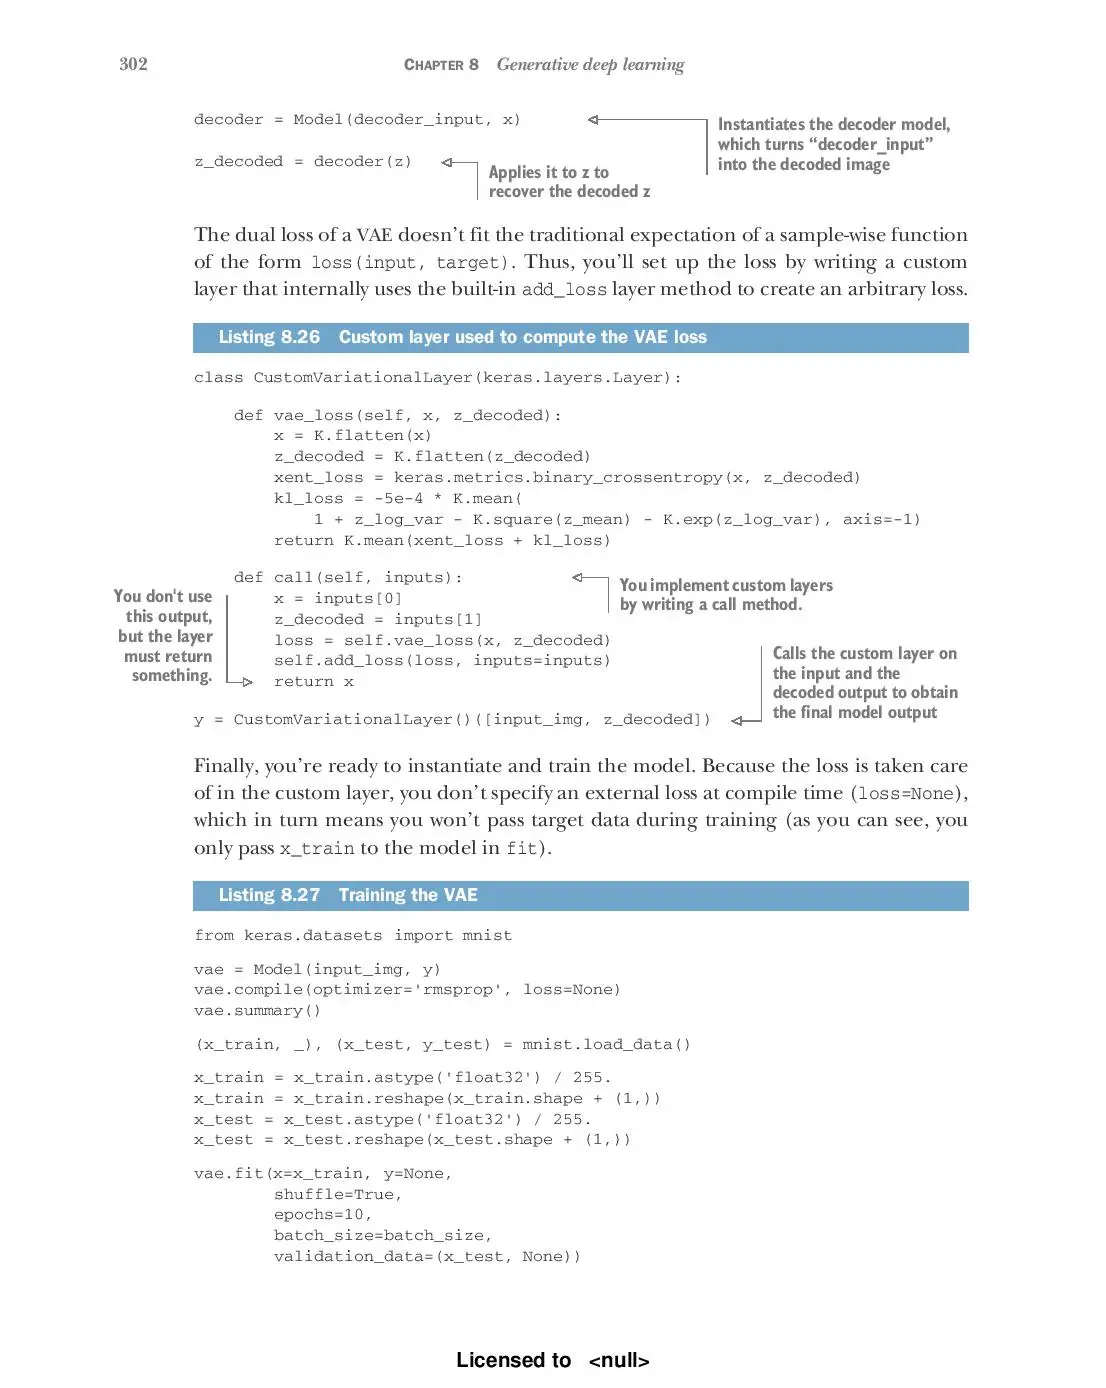 302
CHAPTER 8 Generative deep learning
decoder = Model(decoder_input, x)
Instantiates the decoder model,
which turns “decoder_input”
into the decoded image
z_decoded = decoder(z)
Applies it to z to
recover the decoded z
The dual loss of a VAE doesn’t fit the traditional expectation of a sample-wise function
of the form loss(input, target). Thus, you’ll set up the loss by writing a custom
layer that internally uses the built-in add_loss layer method to create an arbitrary loss.
Listing 8.26 Custom layer used to compute the VAE loss
class CustomVariationalLayer(keras.layers.Layer):
    def vae_loss(self, x, z_decoded):
        x = K.flatten(x)
        z_decoded = K.flatten(z_decoded)
        xent_loss = keras.metrics.binary_crossentropy(x, z_decoded)
        kl_loss = -5e-4 * K.mean(
            1 + z_log_var - K.square(z_mean) - K.exp(z_log_var), axis=-1)
        return K.mean(xent_loss + kl_loss)
    def call(self, inputs):
You implement custom layers
by writing a call method.
        x = inputs[0]
        z_decoded = inputs[1]
        loss = self.vae_loss(x, z_decoded)
        self.add_loss(loss, inputs=inputs)
        return x
You don't use
this output,
but the layer
must return
something.
y = CustomVariationalLayer()([input_img, z_decoded])
Calls the custom layer on
the input and the
decoded output to obtain
the final model output
Finally, you’re ready to instantiate and train the model. Because the loss is taken care
of in the custom layer, you don’t specify an external loss at compile time (loss=None),
which in turn means you won’t pass target data during training (as you can see, you
only pass x_train to the model in fit).
Listing 8.27 Training the VAE
from keras.datasets import mnist
vae = Model(input_img, y)
vae.compile(optimizer='rmsprop', loss=None)
vae.summary()
(x_train, _), (x_test, y_test) = mnist.load_data()
x_train = x_train.astype('float32') / 255.
x_train = x_train.reshape(x_train.shape + (1,))
x_test = x_test.astype('float32') / 255.
x_test = x_test.reshape(x_test.shape + (1,))
vae.fit(x=x_train, y=None,
        shuffle=True,
        epochs=10,
        batch_size=batch_size,
        validation_data=(x_test, None))
Licensed to <null>